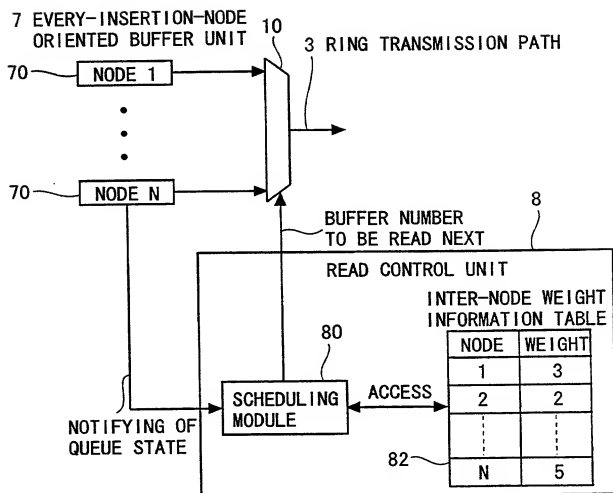 7 EVERY-INSERTION-NODE
ORIENTED BUFFER UNIT
10
3 RING TRANSMISSION PATH
70
NODE 1
70
NODE N
BUFFER NUMBER
TO BE READ NEXT
8
READ CONTROL UNIT
INTER-NODE WEIGHT
INFORMATION TABLE
NODE WEIGHT
1 3
2 2
N 5
82
80
SCHEDULING
MODULE
ACCESS
NOTIFYING OF
QUEUE STATE